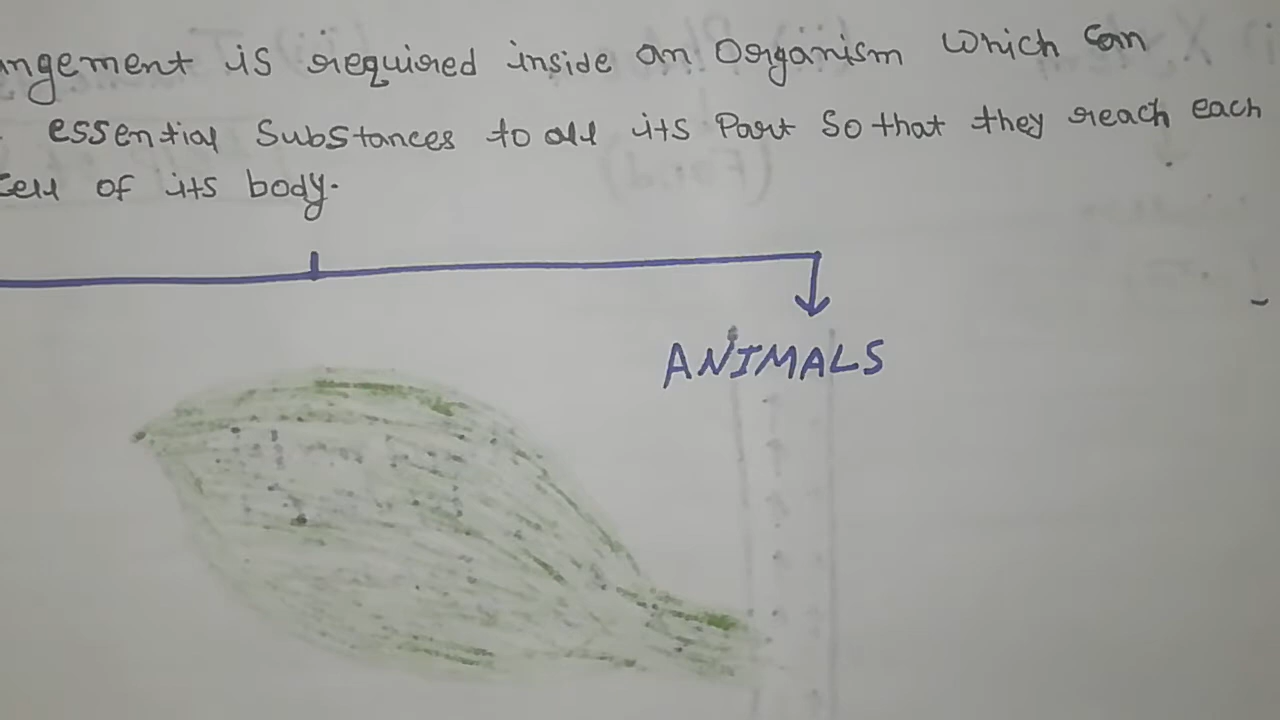 angement is required inside an Organism which can
essential Substances to all its Part So that they reach each
Cell of its body.
ANIMALS